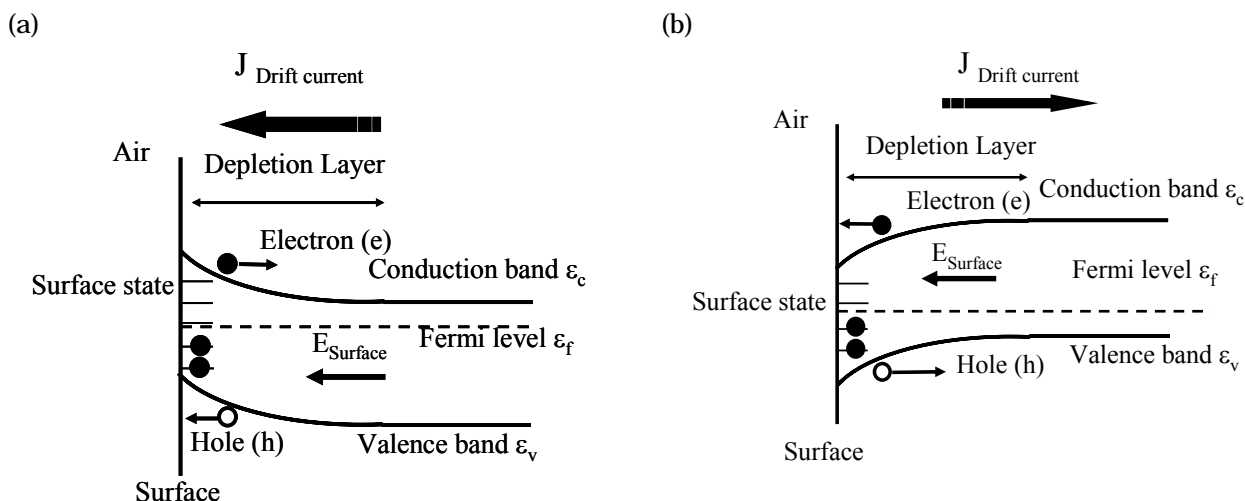 (a)
J Drift current
Air
Depletion Layer
Electron (e)
Conduction band εc
Surface state
Fermi level εf
ESurface
Hole (h)
Valence band εv
Surface
(b)
J Drift current
Air
Depletion Layer
Electron (e)
Conduction band εc
ESurface
Fermi level εf
Surface state
Valence band εv
Hole (h)
Surface